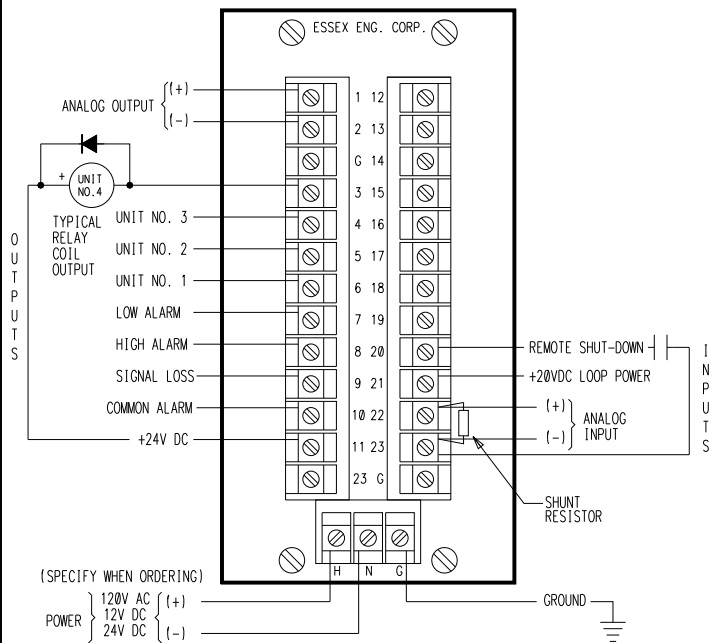 ESSEX ENG. CORP.
ANALOG OUTPUT
(+)
(-)
1 12
2 13
G 14
3 15
4 16
5 17
6 18
7 19
8 20
9 21
10 22
11 23
23 G
+
UNIT
NO.4
TYPICAL
RELAY
COIL
OUTPUT
OUTPUTS
UNIT NO. 3
UNIT NO. 2
UNIT NO. 1
LOW ALARM
HIGH ALARM
SIGNAL LOSS
COMMON ALARM
+24V DC
REMOTE SHUT-DOWN
+20VDC LOOP POWER
(+)
(-)
ANALOG
INPUT
INPUTS
SHUNT
RESISTOR
H N G
(SPECIFY WHEN ORDERING)
POWER
120V AC (+)
12V DC
24V DC (-)
GROUND